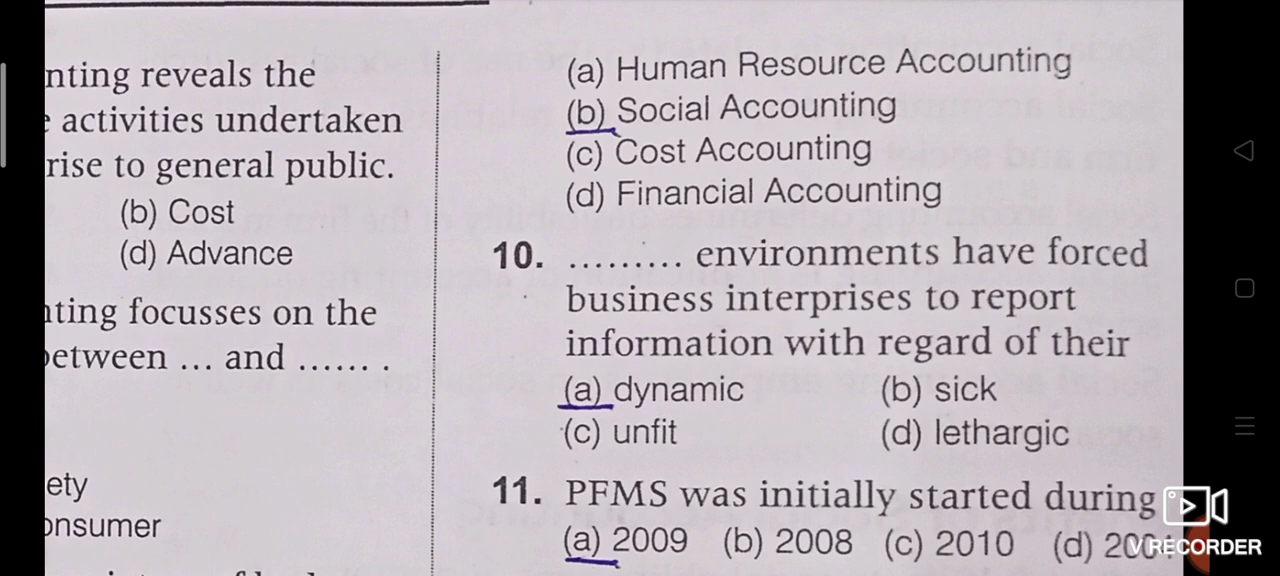 nting reveals the
activities undertaken
rise to general public.
(b) Cost
(d) Advance
nting focusses on the
between ... and .......
ety
onsumer
(a) Human Resource Accounting
(b) Social Accounting
(c) Cost Accounting
(d) Financial Accounting
10. .......... environments have forced
business interprises to report
information with regard of their
(a) dynamic (b) sick
(c) unfit (d) lethargic
11. PFMS was initially started during
(a) 2009 (b) 2008 (c) 2010 (d)
V RECORDER